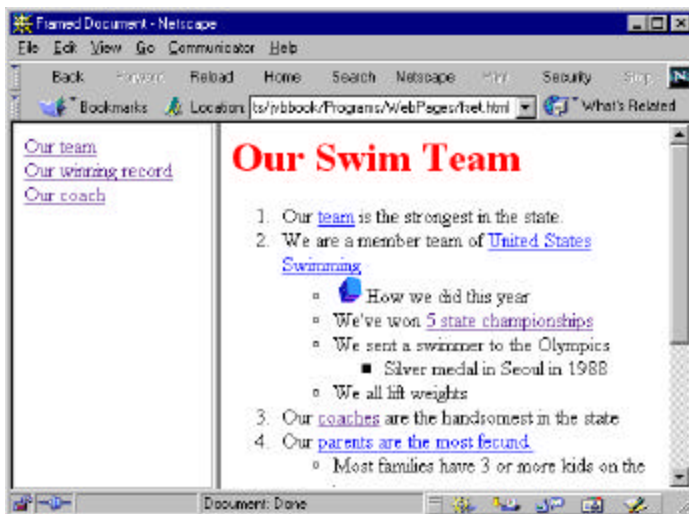 Framed Document - Netscape
File Edit View Go Communicator Help
Back Forward Reload Home Search Netscape Print Security Stop N
Bookmarks Location: ts/jvbbook/Programs/WebPages/fset.html What's Related
Our team
Our winning record
Our coach
Our Swim Team
1. Our team is the strongest in the state.
2. We are a member team of United States
Swimming
How we did this year
We've won 5 state championships
We sent a swimmer to the Olympics
Silver medal in Seoul in 1988
We all lift weights
3. Our coaches are the handsomest in the state
4. Our parents are the most fecund.
Most families have 3 or more kids on the
Document: Done